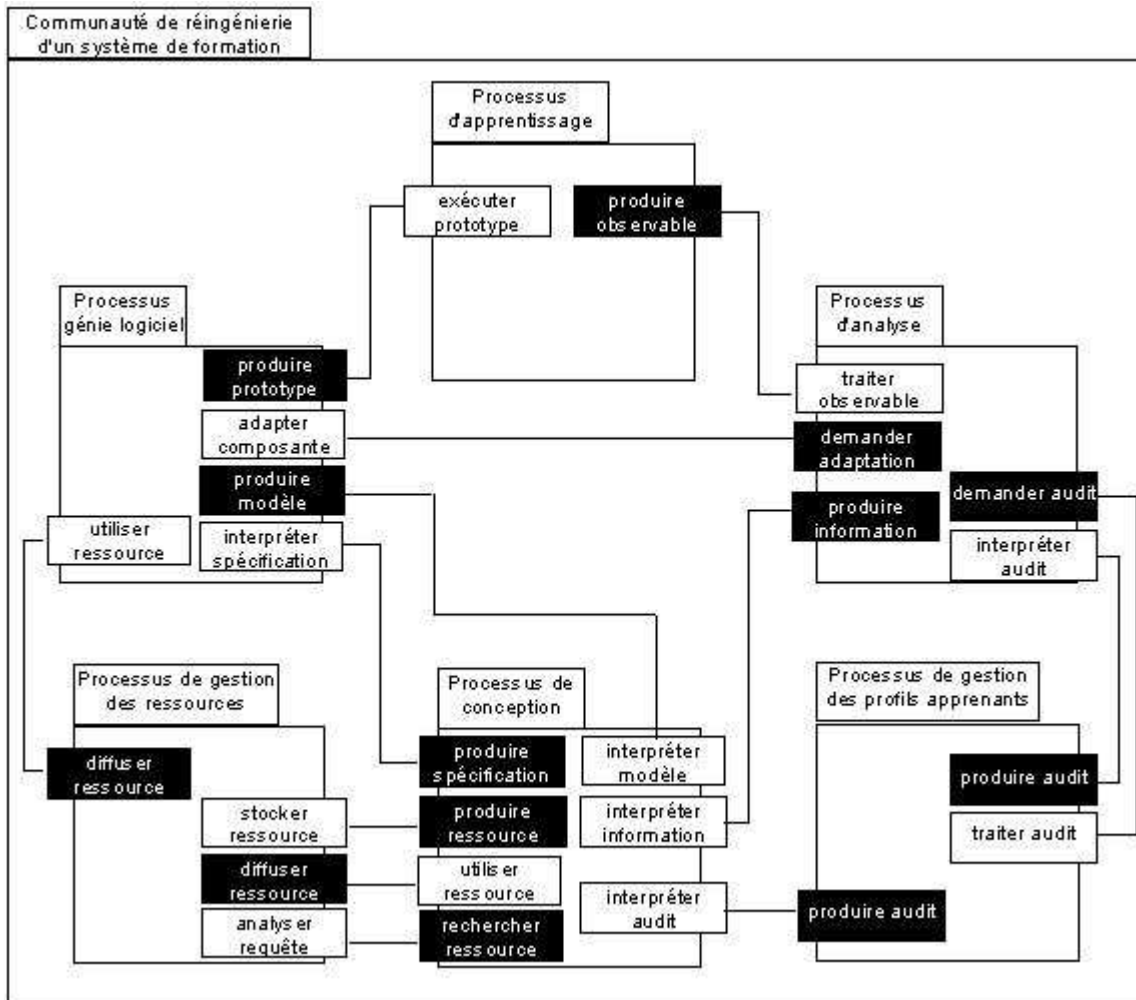 Communauté de réingénierie
d'un système de formation
Processus
d'apprentissage
exécuter
prototype
produire
observable
Processus
génie logiciel
produire
prototype
adapter
composante
produire
modèle
utiliser
ressource
interpréter
spécification
Processus
d'analyse
traiter
observable
demander
adaptation
demander audit
produire
information
interpréter
audit
Processus de gestion
des ressources
diffuser
ressource
stocker
ressource
diffuser
ressource
analyser
requête
Processus de
conception
produire
spécification
interpréter
modèle
produire
ressource
interpréter
information
utiliser
ressource
interpréter
audit
rechercher
ressource
Processus de gestion
des profils apprenants
produire audit
traiter audit
produire audit